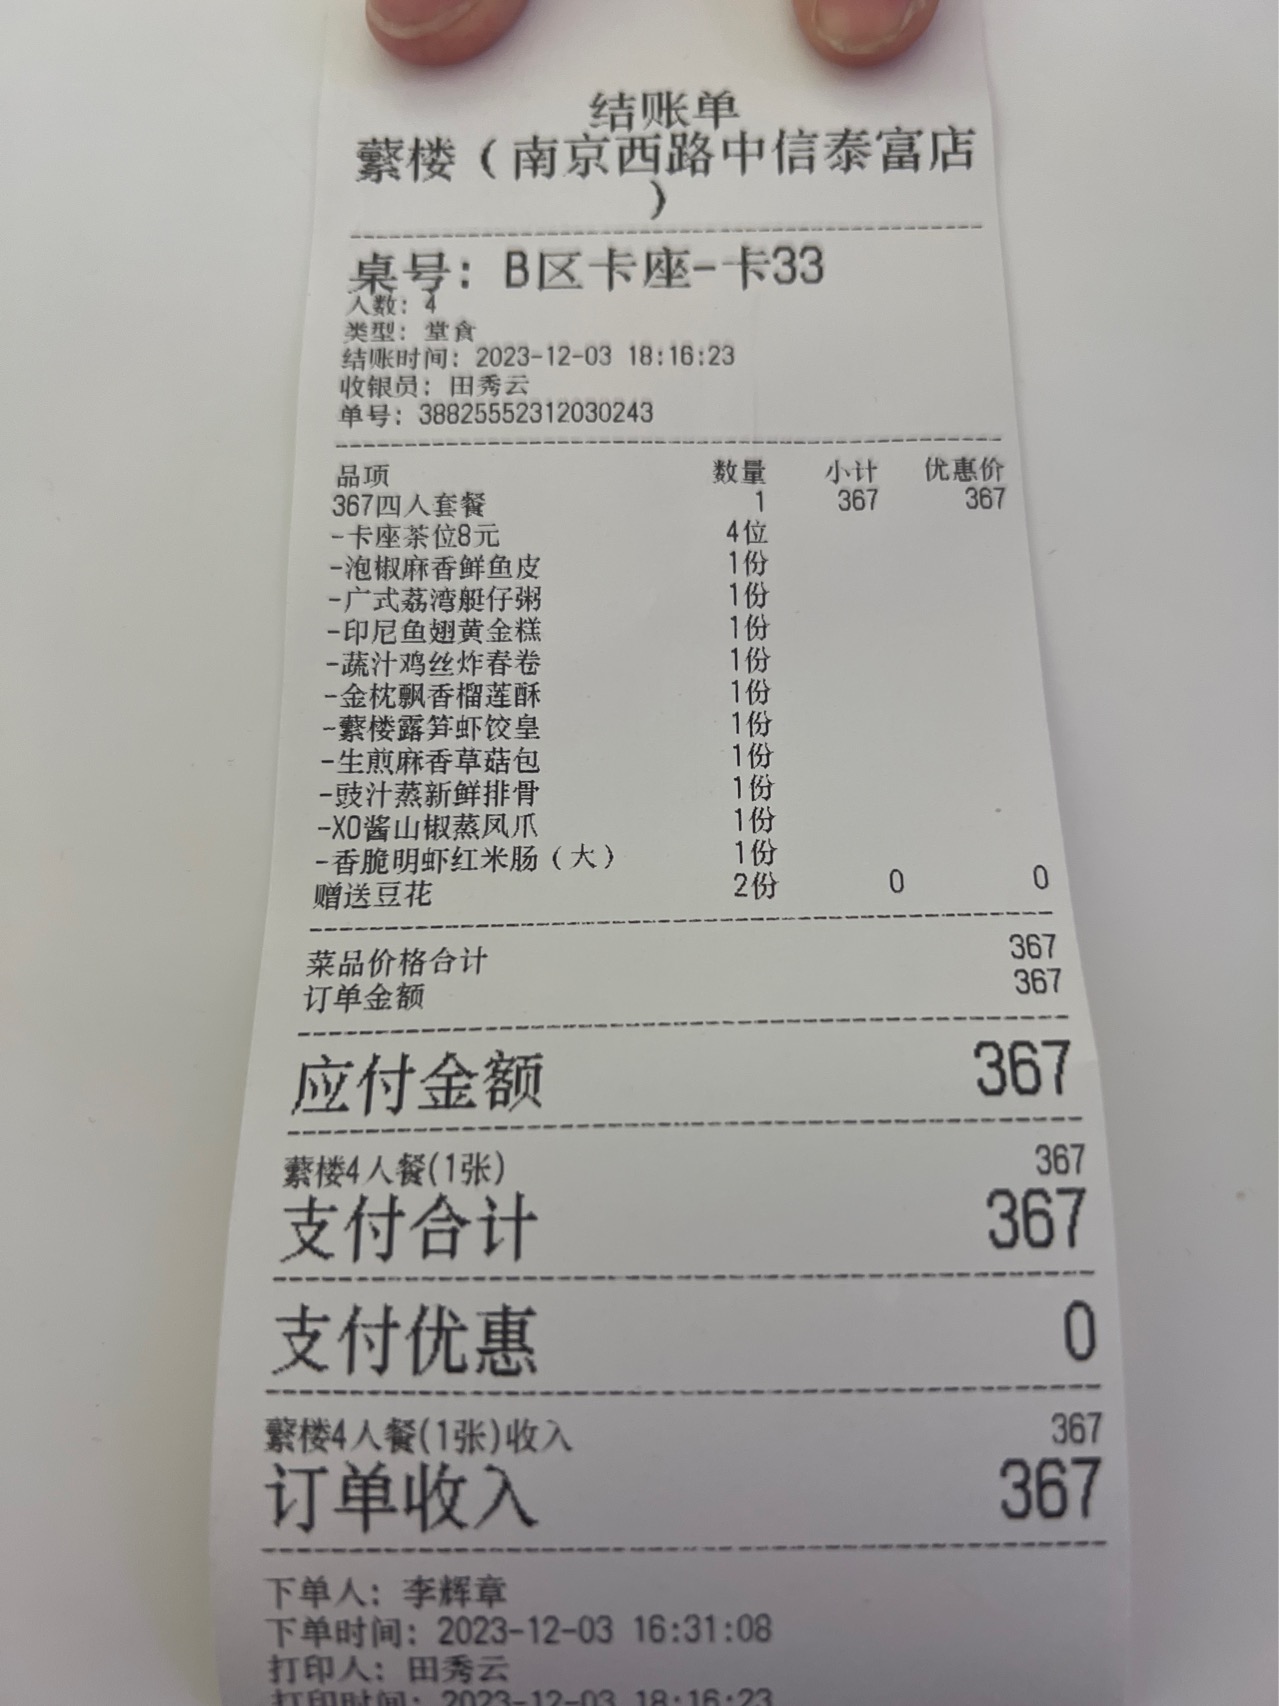 结账单
蘩楼（南京西路中信泰富店
）
桌号：B区卡座-卡33
人数：4
类型：堂食
结账时间：2023-12-03 18:16:23
收银员：田秀云
单号：38825552312030243
品项 数量 小计 优惠价
367四人套餐 1 367 367
-卡座茶位8元 4位
-泡椒麻香鲜鱼皮 1份
-广式荔湾艇仔粥 1份
-印尼鱼翅黄金糕 1份
-蔬汁鸡丝炸春卷 1份
-金枕飘香榴莲酥 1份
-蘩楼露笋虾饺皇 1份
-生煎麻香草菇包 1份
-豉汁蒸新鲜排骨 1份
-XO酱山椒蒸凤爪 1份
-香脆明虾红米肠（大） 1份
赠送豆花 2份 0 0
菜品价格合计 367
订单金额 367
应付金额 367
蘩楼4人餐(1张) 367
支付合计 367
支付优惠 0
蘩楼4人餐(1张)收入 367
订单收入 367
下单人：李辉章
下单时间：2023-12-03 16:31:08
打印人：田秀云
打印时间：2023-12-03 18:16:23